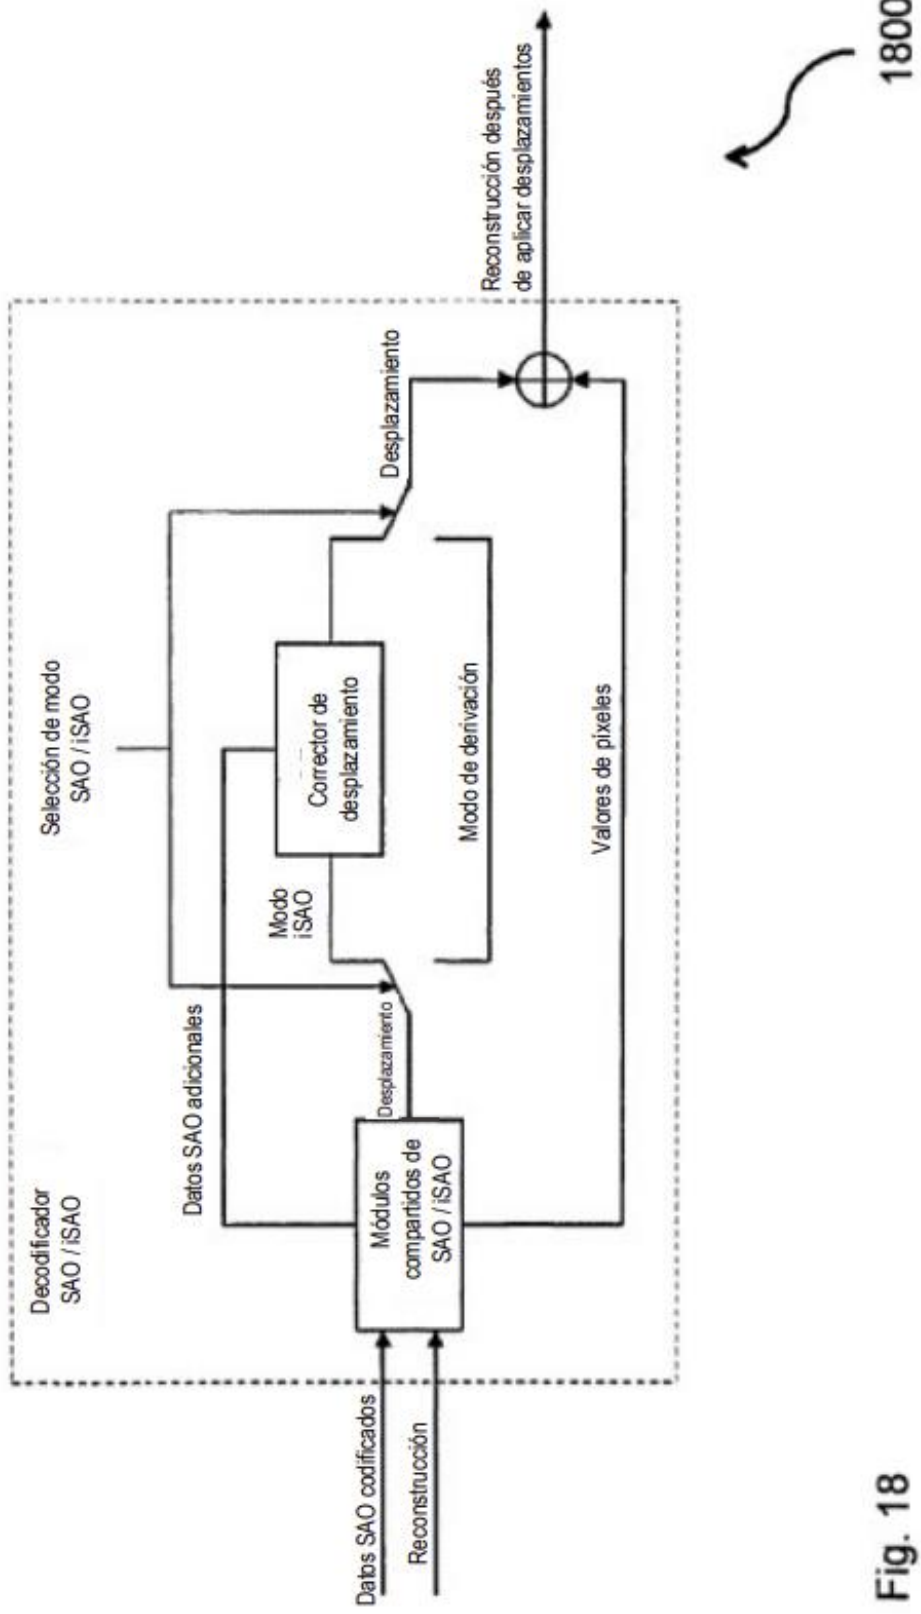 Decodificador
SAO / iSAO
Selección de modo
SAO / iSAO
Datos SAO adicionales
Modo
iSAO
Corrector de
desplazamiento
Desplazamiento
Reconstrucción después
de aplicar desplazamientos
Datos SAO codificados
Reconstrucción
Módulos
compartidos de
SAO / iSAO
Desplazamiento
Modo de derivación
Valores de píxeles
1800
Fig. 18